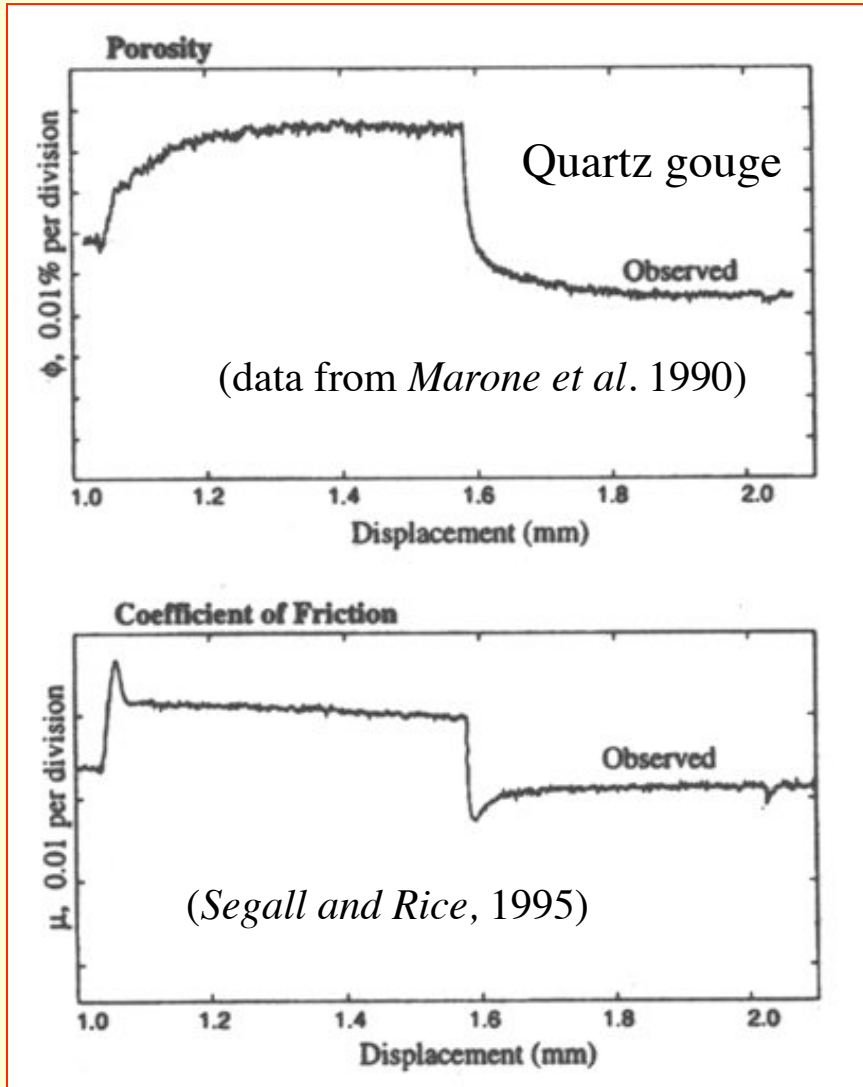 Porosity
ϕ, 0.01% per division
Quartz gouge
Observed
(data from Marone et al. 1990)
1.0 1.2 1.4 1.6 1.8 2.0
Displacement (mm)
Coefficient of Friction
μ, 0.01 per division
Observed
(Segall and Rice, 1995)
1.0 1.2 1.4 1.6 1.8 2.0
Displacement (mm)